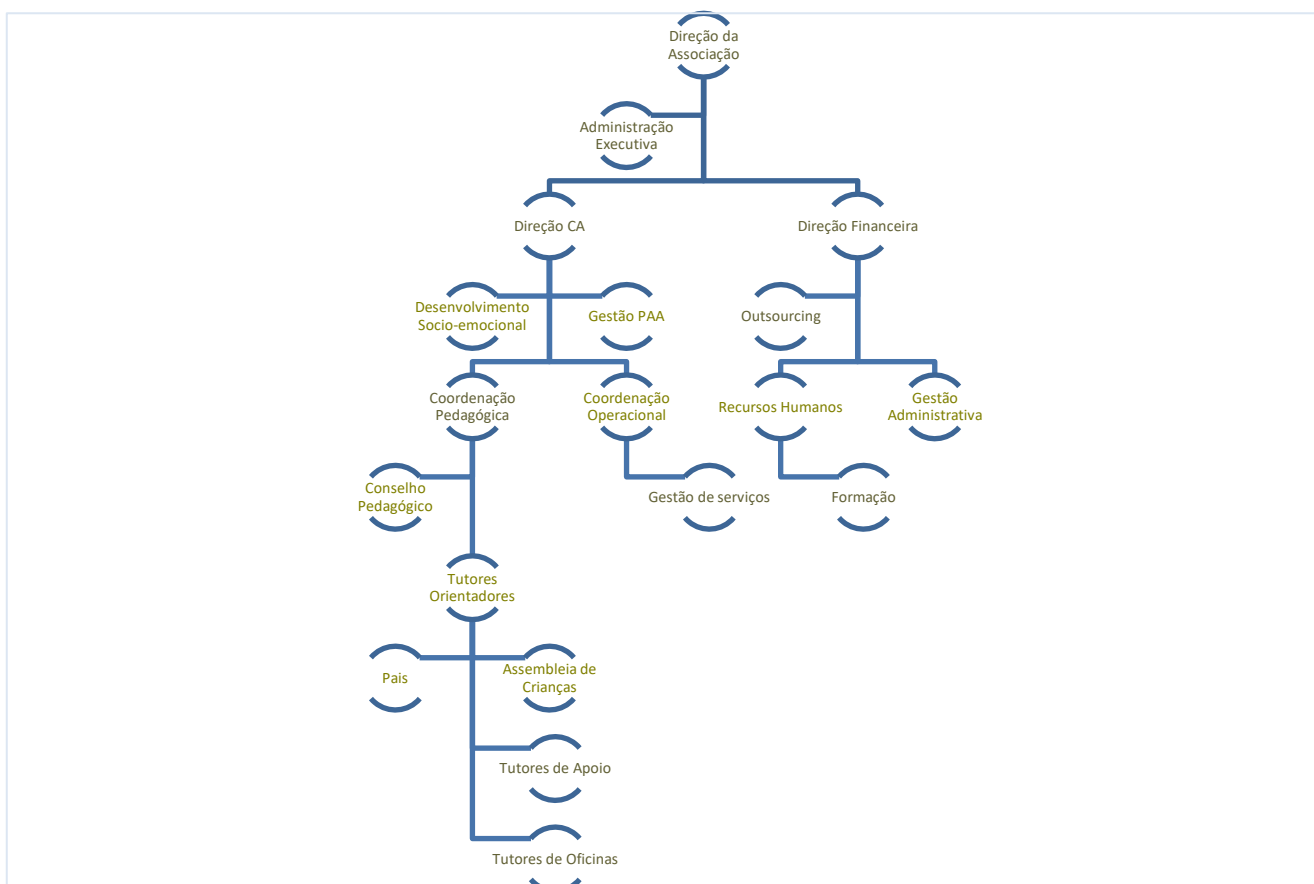 Direção da
Associação
Administração
Executiva
Direção CA
Direção Financeira
Desenvolvimento
Socio-emocional
Gestão PAA
Outsourcing
Coordenação
Pedagógica
Coordenação
Operacional
Recursos Humanos
Gestão
Administrativa
Conselho
Pedagógico
Gestão de serviços
Formação
Tutores
Orientadores
Pais
Assembleia de
Crianças
Tutores de Apoio
Tutores de Oficinas